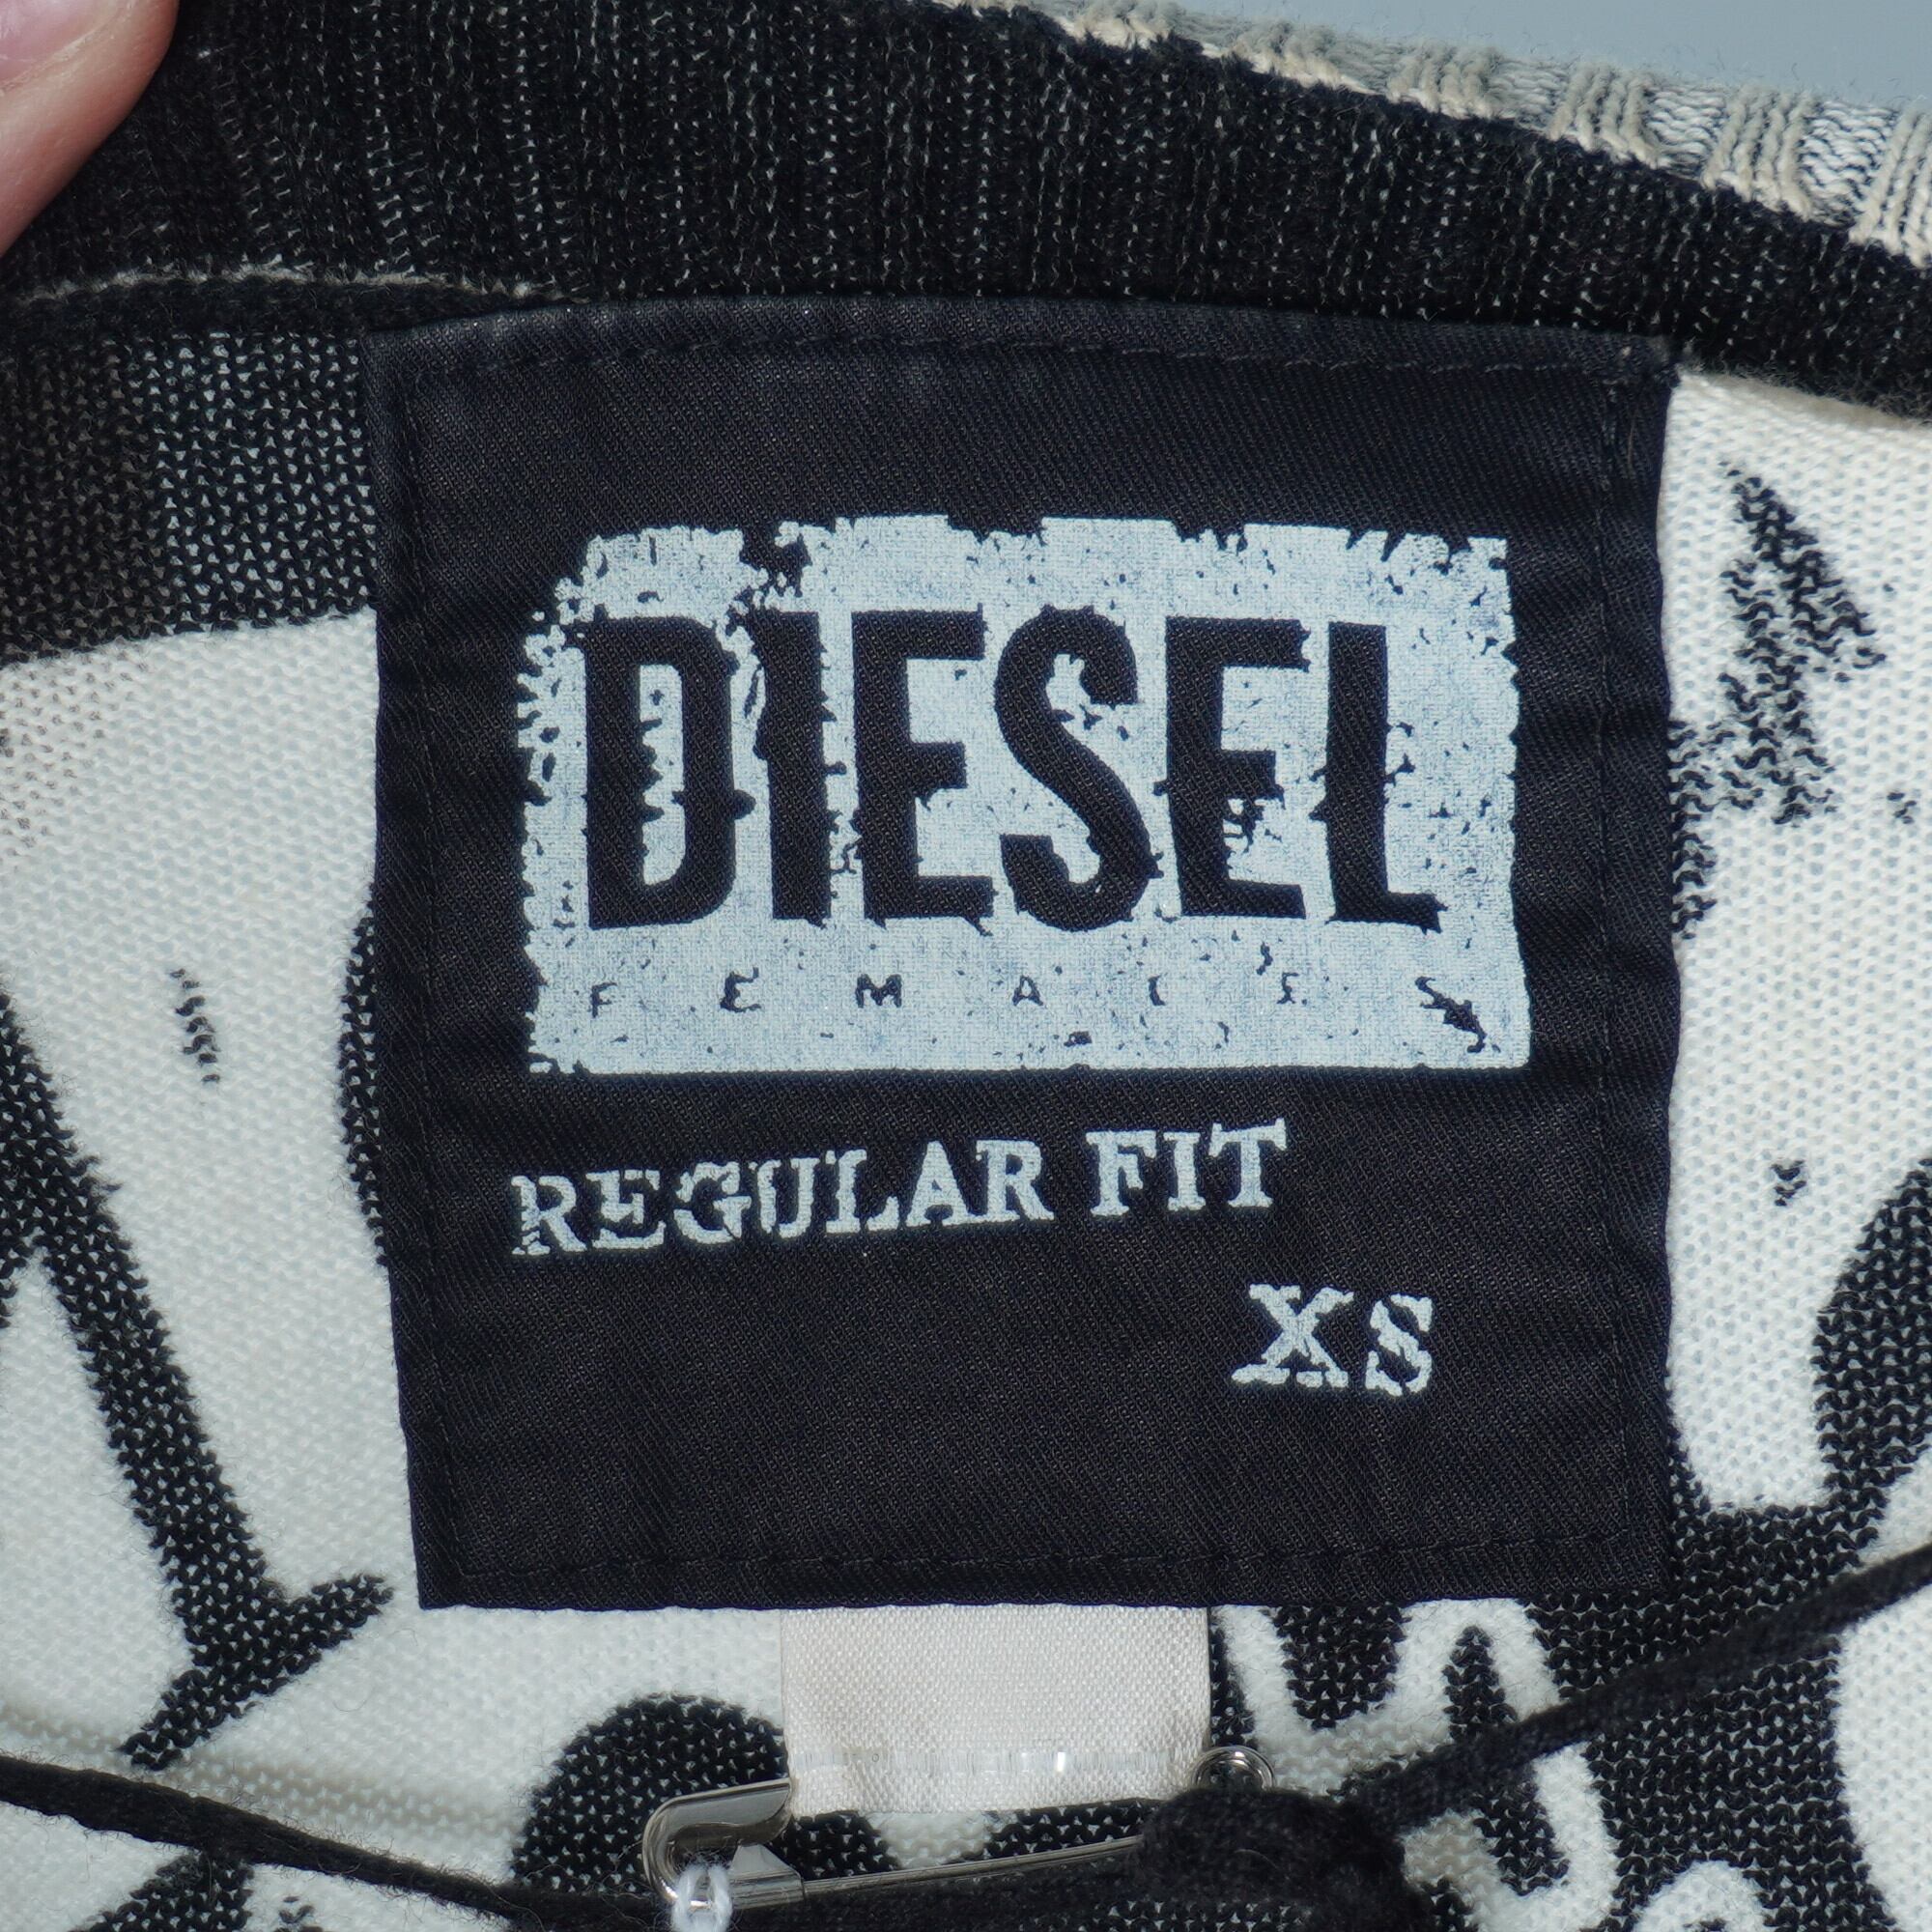 DIESEL
FEMALES
REGULAR FIT
XS